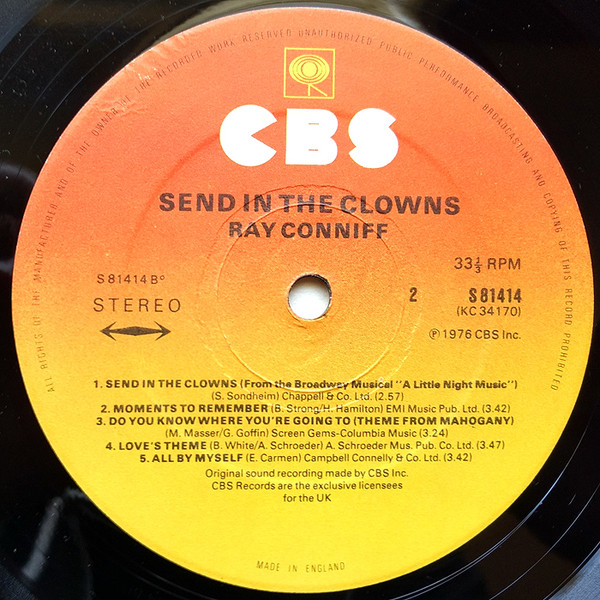 ALL RIGHTS OF THE MANUFACTURER AND OF THE OWNER OF THE RECORDED WORK RESERVED UNAUTHORIZED PUBLIC PERFORMANCE BROADCASTING AND COPYING OF THIS RECORD PROHIBITED
CBS
SEND IN THE CLOWNS
RAY CONNIFF
S 81414 B°
STEREO
33⅓ RPM
2 S 81414
(KC 34170)
℗ 1976 CBS Inc.
1. SEND IN THE CLOWNS (From the Broadway Musical "A Little Night Music")
(S. Sondheim) Chappell & Co. Ltd. (2.57)
2. MOMENTS TO REMEMBER (B. Strong/H. Hamilton) EMI Music Pub. Ltd. (3.42)
3. DO YOU KNOW WHERE YOU'RE GOING TO (THEME FROM MAHOGANY)
(M. Masser/G. Goffin) Screen Gems-Columbia Music (3.24)
4. LOVE'S THEME (B. White/A. Schroeder) A. Schroeder Mus. Pub. Co. Ltd. (3.47)
5. ALL BY MYSELF (E. Carmen) Campbell Connelly & Co. Ltd. (3.42)
Original sound recording made by CBS Inc.
CBS Records are the exclusive licensees
for the UK
MADE IN ENGLAND